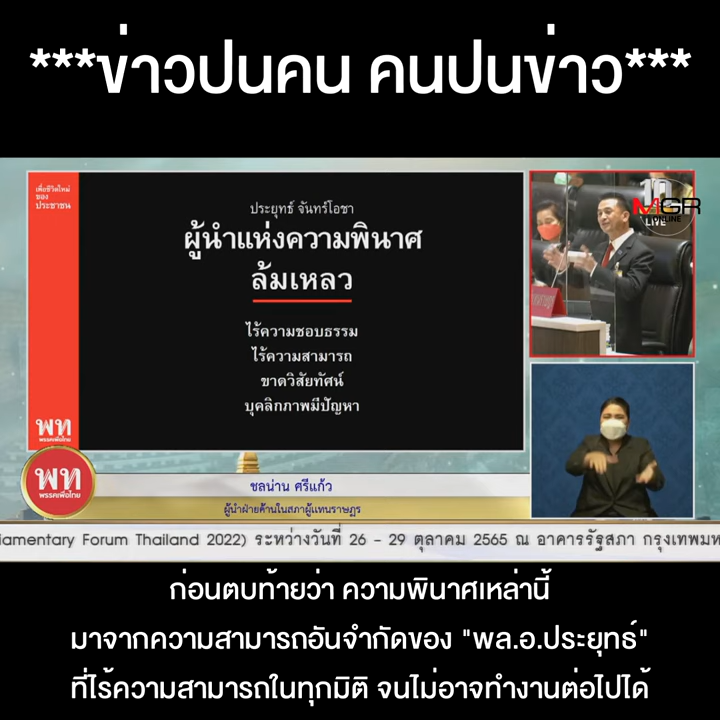 ***ข่าวปนคน คนปนข่าว***
เพื่อชีวิตใหม่
ของ
ประชาชน
ประยุทธ์ จันทร์โอชา
ผู้นำแห่งความพินาศ
ล้มเหลว
ไร้ความชอบธรรม
ไร้ความสามารถ
ขาดวิสัยทัศน์
บุคลิกภาพมีปัญหา
พท
พรรคเพื่อไทย
10
MGR
ONLINE
LIVE
พท
พรรคเพื่อไทย
ชลน่าน ศรีแก้ว
ผู้นำฝ่ายค้านในสภาผู้แทนราษฎร
iamentary Forum Thailand 2022) ระหว่างวันที่ 26 - 29 ตุลาคม 2565 ณ อาคารรัฐสภา กรุงเทพมห
ก่อนตบท้ายว่า ความพินาศเหล่านี้
มาจากความสามารถอันจำกัดของ "พล.อ.ประยุทธ์"
ที่ไร้ความสามารถในทุกมิติ จนไม่อาจทำงานต่อไปได้